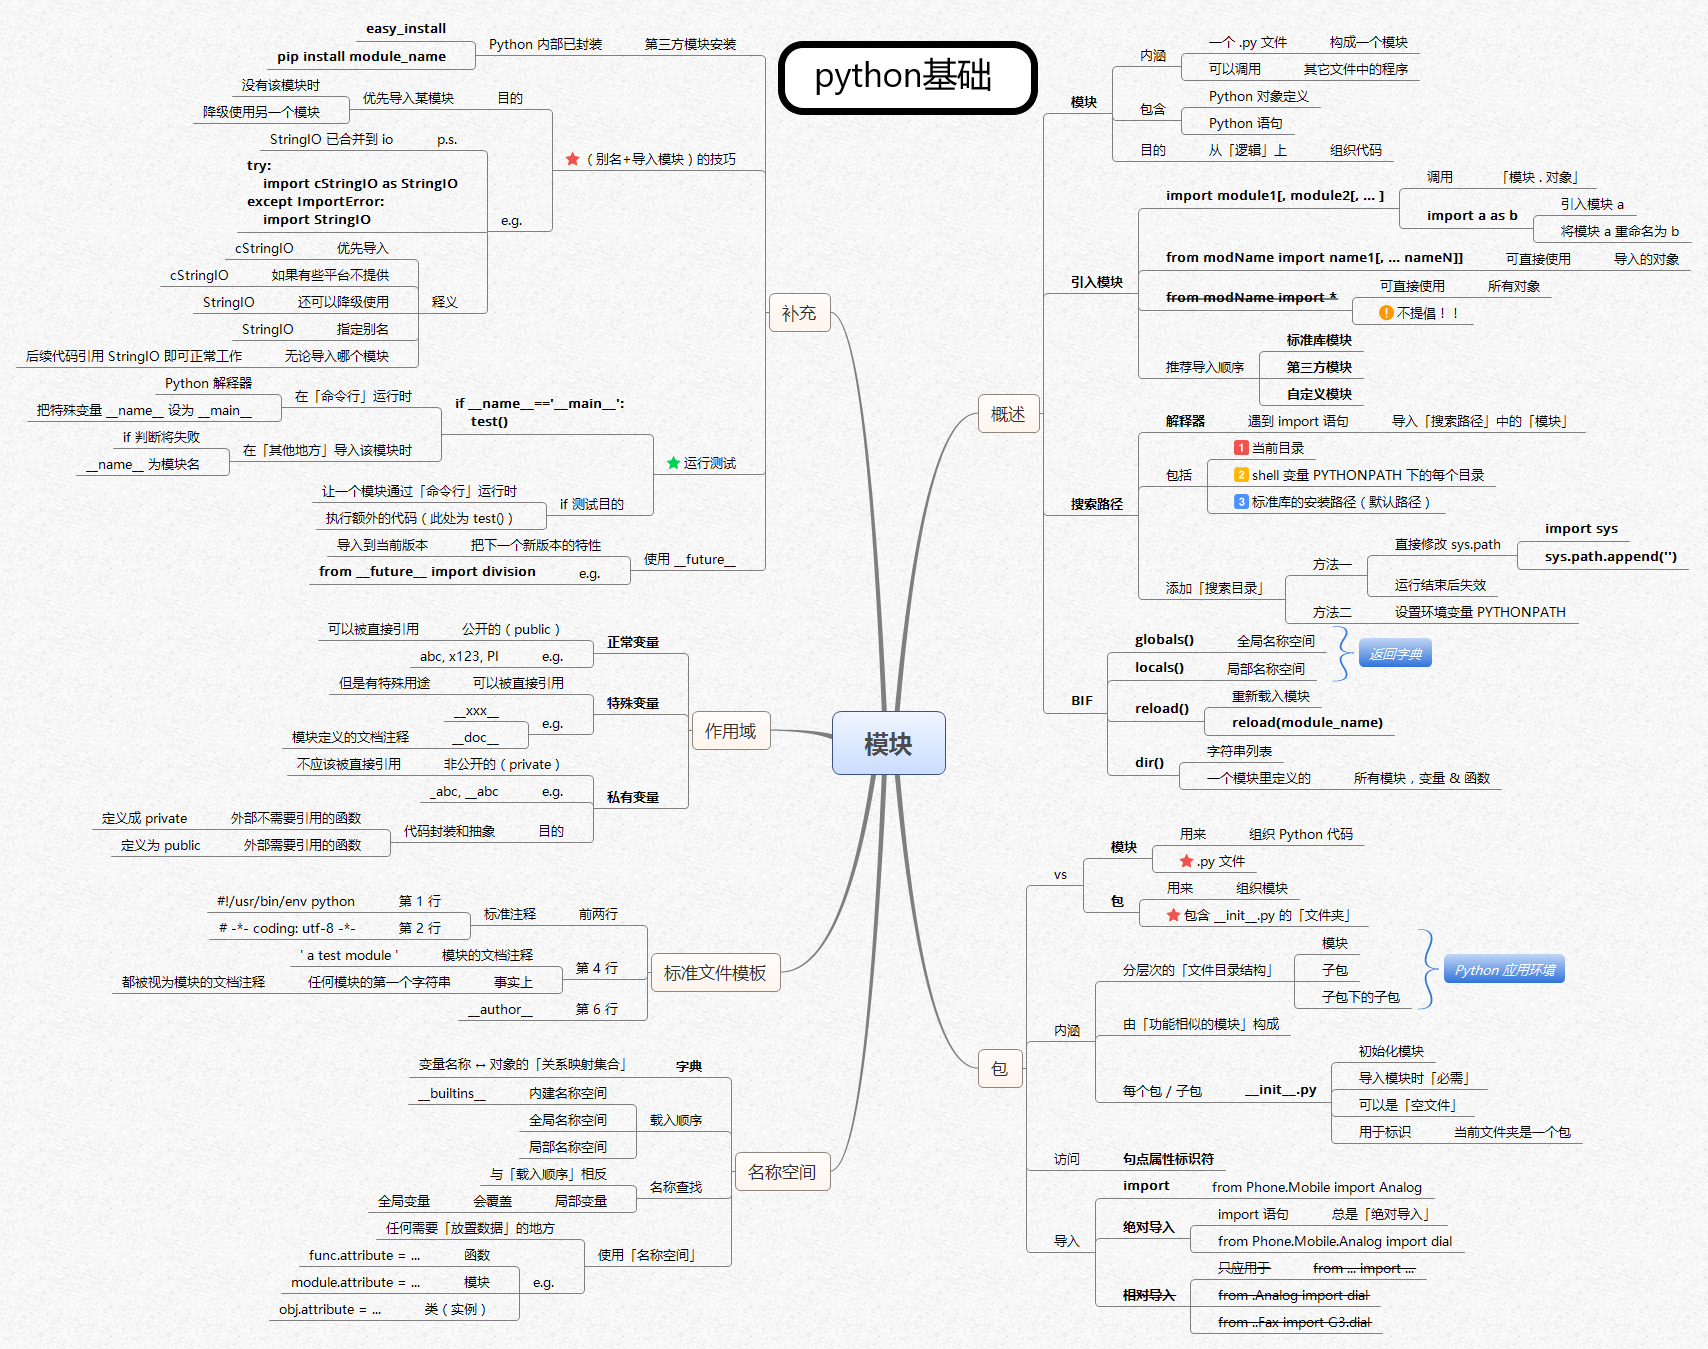 python基础
模块
概述
模块
内涵
一个 .py 文件 构成一个模块
可以调用 其它文件中的程序
包含
Python 对象定义
Python 语句
目的 从「逻辑」上 组织代码
引入模块
import module1[, module2[, ... ]
调用 「模块 . 对象」
import a as b
引入模块 a
将模块 a 重命名为 b
from modName import name1[, ... nameN]] 可直接使用 导入的对象
from modName import *
可直接使用 所有对象
! 不提倡！！
推荐导入顺序
标准库模块
第三方模块
自定义模块
搜索路径
解释器 遇到 import 语句 导入「搜索路径」中的「模块」
包括
1 当前目录
2 shell 变量 PYTHONPATH 下的每个目录
3 标准库的安装路径（默认路径）
添加「搜索目录」
方法一
直接修改 sys.path
import sys
sys.path.append('')
运行结束后失效
方法二 设置环境变量 PYTHONPATH
BIF
globals() 全局名称空间
locals() 局部名称空间
返回字典
reload()
重新载入模块
reload(module_name)
dir()
字符串列表
一个模块里定义的 所有模块，变量 & 函数
包
vs
模块
用来 组织 Python 代码
.py 文件
包
用来 组织模块
包含 __init__.py 的「文件夹」
内涵
分层次的「文件目录结构」
模块
子包
子包下的子包
Python 应用环境
由「功能相似的模块」构成
每个包 / 子包 __init__.py
初始化模块
导入模块时「必需」
可以是「空文件」
用于标识 当前文件夹是一个包
访问 句点属性标识符
导入
import from Phone.Mobile import Analog
绝对导入
import 语句 总是「绝对导入」
from Phone.Mobile.Analog import dial
相对导入
只应用于 from ... import ...
from .Analog import dial
from ..Fax import G3.dial
补充
第三方模块安装 Python 内部已封装
easy_install
pip install module_name
（别名+导入模块）的技巧
目的 优先导入某模块
没有该模块时
降级使用另一个模块
e.g.
p.s. StringIO 已合并到 io
try:
import cStringIO as StringIO
except ImportError:
import StringIO
释义
优先导入 cStringIO
如果有些平台不提供 cStringIO
还可以降级使用 StringIO
指定别名 StringIO
无论导入哪个模块 后续代码引用 StringIO 即可正常工作
运行测试
if __name__=='__main__':
test()
在「命令行」运行时
Python 解释器
把特殊变量 __name__ 设为 __main__
在「其他地方」导入该模块时
if 判断将失败
__name__ 为模块名
if 测试目的
让一个模块通过「命令行」运行时
执行额外的代码（此处为 test()）
使用 __future__
把下一个新版本的特性 导入到当前版本
e.g. from __future__ import division
作用域
正常变量
公开的（public） 可以被直接引用
e.g. abc, x123, PI
特殊变量
可以被直接引用 但是有特殊用途
e.g.
__xxx__
__doc__ 模块定义的文档注释
私有变量
非公开的（private） 不应该被直接引用
e.g. _abc, __abc
目的 代码封装和抽象
外部不需要引用的函数 定义成 private
外部需要引用的函数 定义为 public
标准文件模板
前两行 标准注释
第 1 行 #!/usr/bin/env python
第 2 行 # -*- coding: utf-8 -*-
第 4 行
模块的文档注释 ' a test module '
事实上 任何模块的第一个字符串 都被视为模块的文档注释
第 6 行 __author__
名称空间
字典 变量名称 ↔ 对象的「关系映射集合」
载入顺序
内建名称空间 __builtins__
全局名称空间
局部名称空间
名称查找
与「载入顺序」相反
局部变量 会覆盖 全局变量
使用「名称空间」
任何需要「放置数据」的地方
e.g.
函数 func.attribute = ...
模块 module.attribute = ...
类（实例） obj.attribute = ...